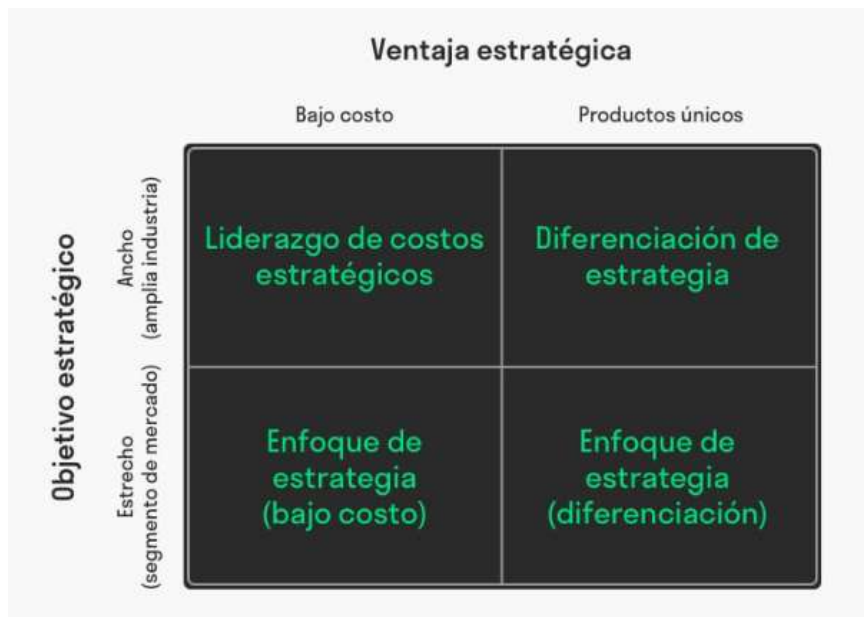 Ventaja estratégica
Bajo costo
Productos únicos
Objetivo estratégico
Ancho
(amplia industria)
Liderazgo de costos
estratégicos
Diferenciación de
estrategia
Estrecho
(segmento de mercado)
Enfoque de
estrategia
(bajo costo)
Enfoque de
estrategia
(diferenciación)